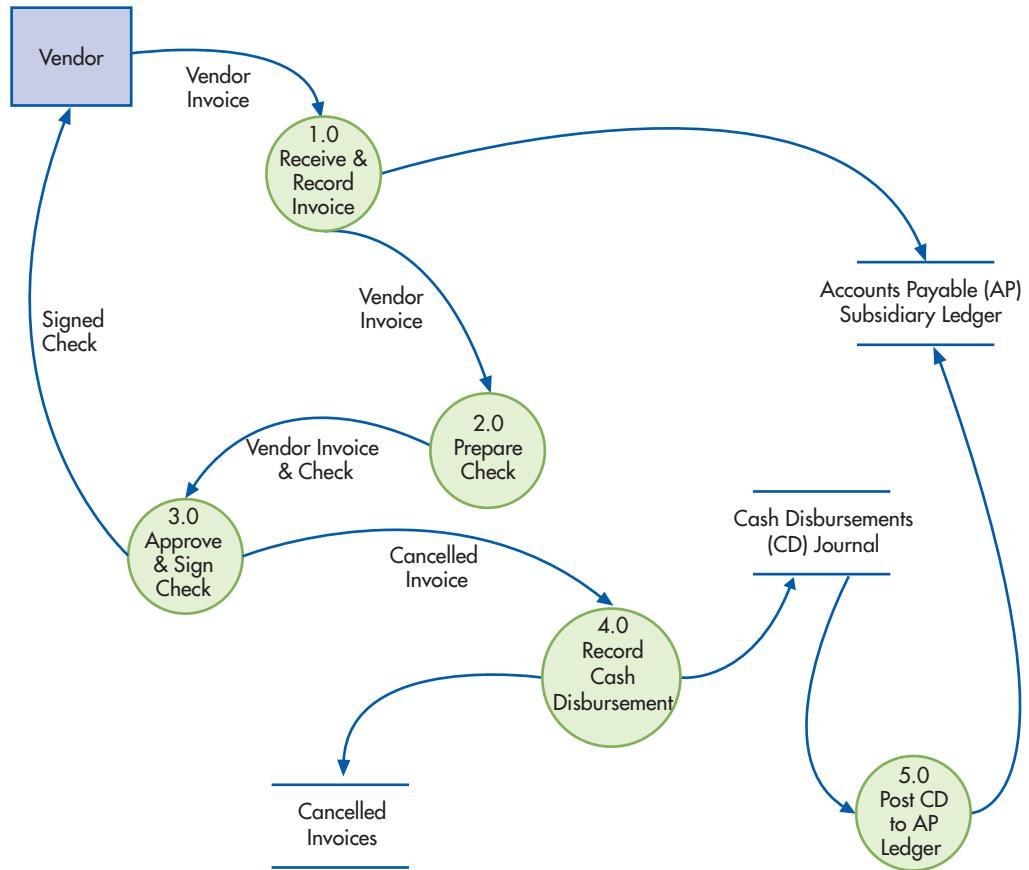 Vendor
Vendor
Invoice
1.0
Receive &
Record
Invoice
Accounts Payable (AP)
Subsidiary Ledger
Signed
Check
Vendor
Invoice
2.0
Prepare
Check
Vendor Invoice
& Check
3.0
Approve
& Sign
Check
Cancelled
Invoice
Cash Disbursements
(CD) Journal
4.0
Record
Cash
Disbursement
Cancelled
Invoices
5.0
Post CD
to AP
Ledger